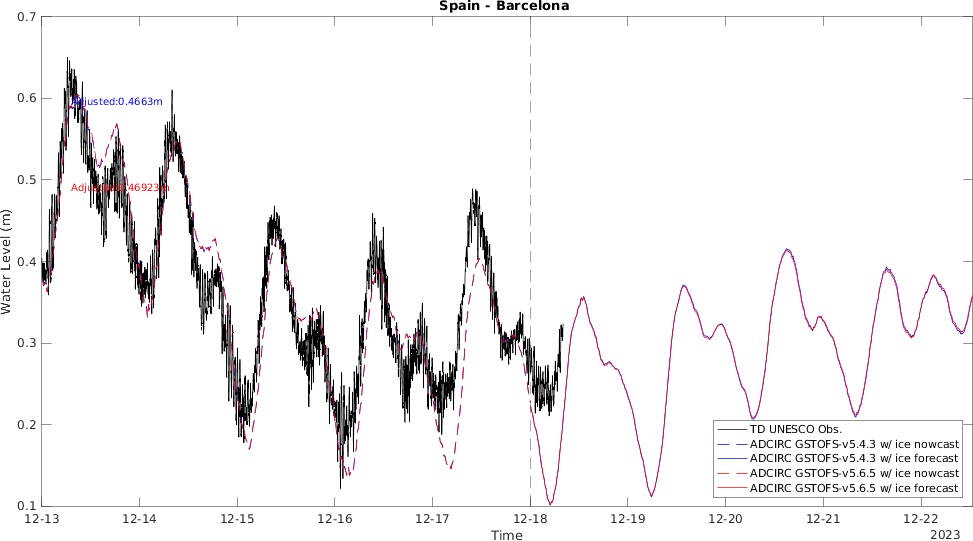 Spain - Barcelona
0.7
0.6
0.5
0.4
0.3
0.2
0.1
Water Level (m)
Adjusted:0.4663m
Adjusted:0.46923m
TD UNESCO Obs.
ADCIRC GSTOFS-v5.4.3 w/ ice nowcast
ADCIRC GSTOFS-v5.4.3 w/ ice forecast
ADCIRC GSTOFS-v5.6.5 w/ ice nowcast
ADCIRC GSTOFS-v5.6.5 w/ ice forecast
12-13 12-14 12-15 12-16 12-17 12-18 12-19 12-20 12-21 12-22
Time
2023